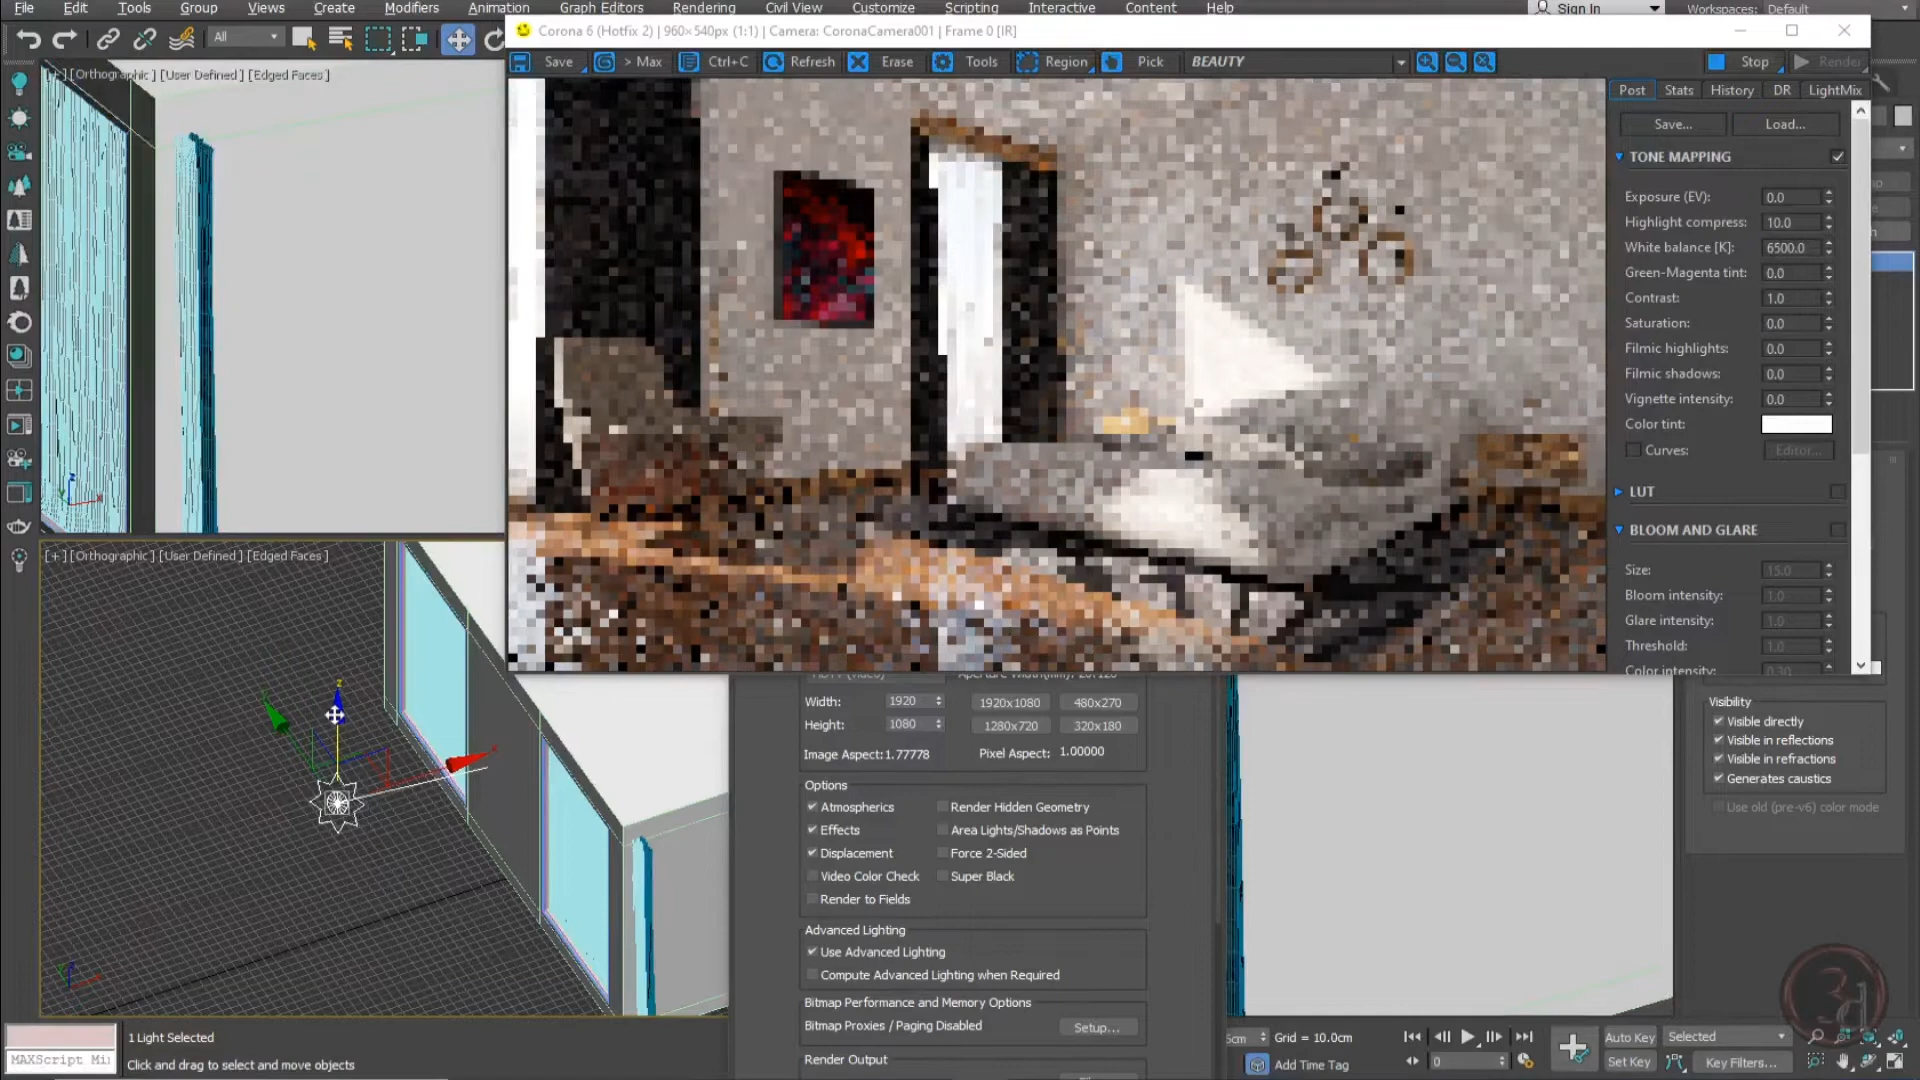 File Edit Tools Group Views Create Modifiers Animation Graph Editors Rendering Civil View Customize Scripting Interactive Content Help Sign In Workspaces: Default
All
Corona 6 (Hotfix 2) | 960×540px (1:1) | Camera: CoronaCamera001 | Frame 0 [IR]
Save > Max Ctrl+C Refresh Erase Tools Region Pick BEAUTY Stop Render
[+] [Orthographic] [User Defined] [Edged Faces]
Post Stats History DR LightMix
Save... Load...
TONE MAPPING
Exposure (EV): 0.0
Highlight compress: 10.0
White balance [K]: 6500.0
Green-Magenta tint: 0.0
Contrast: 1.0
Saturation: 0.0
Filmic highlights: 0.0
Filmic shadows: 0.0
Vignette intensity: 0.0
Color tint:
Curves: Editor...
LUT
BLOOM AND GLARE
Size: 15.0
Bloom intensity: 1.0
Glare intensity: 1.0
Threshold: 1.0
Color intensity: 0.30
[+] [Orthographic] [User Defined] [Edged Faces]
Width: 1920 1920x1080 480x270
Height: 1080 1280x720 320x180
Image Aspect: 1.77778 Pixel Aspect: 1.00000
Options
Atmospherics Render Hidden Geometry
Effects Area Lights/Shadows as Points
Displacement Force 2-Sided
Video Color Check Super Black
Render to Fields
Advanced Lighting
Use Advanced Lighting
Compute Advanced Lighting when Required
Bitmap Performance and Memory Options
Bitmap Proxies / Paging Disabled Setup...
Render Output
Visibility
Visible directly
Visible in reflections
Visible in refractions
Generates caustics
Use old (pre-v6) color mode
3d
1 Light Selected
MAXScript Mi
Click and drag to select and move objects
Grid = 10.0cm
Add Time Tag
0
Auto Key Selected
Set Key Key Filters...